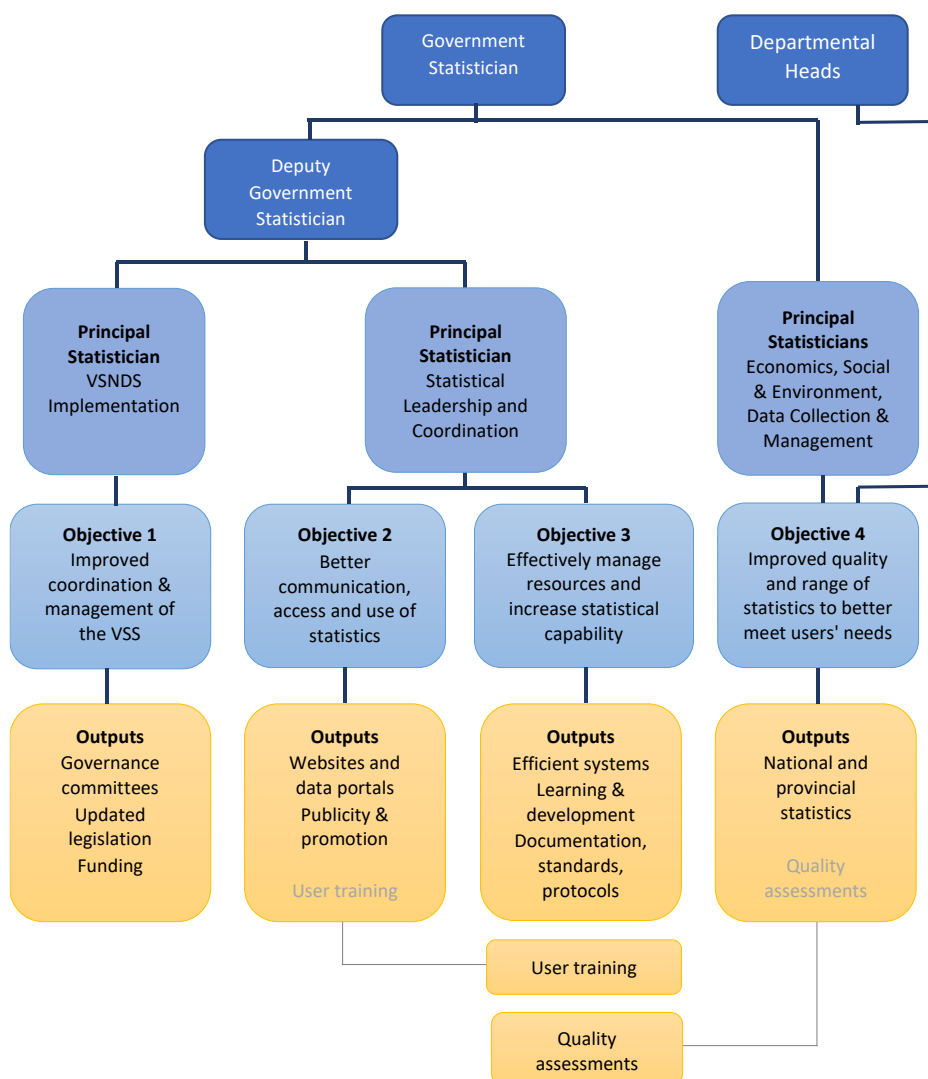 Government
Statistician
Departmental
Heads
Deputy
Government
Statistician
Principal
Statistician
VSNDS
Implementation
Principal
Statistician
Statistical
Leadership and
Coordination
Principal
Statisticians
Economics, Social
& Environment,
Data Collection &
Management
Objective 1
Improved
coordination &
management of
the VSS
Objective 2
Better
communication,
access and use of
statistics
Objective 3
Effectively manage
resources and
increase statistical
capability
Objective 4
Improved quality
and range of
statistics to better
meet users' needs
Outputs
Governance
committees
Updated
legislation
Funding
Outputs
Websites and
data portals
Publicity &
promotion
User training
Outputs
Efficient systems
Learning &
development
Documentation,
standards,
protocols
Outputs
National and
provincial
statistics
Quality
assessments
User training
Quality
assessments